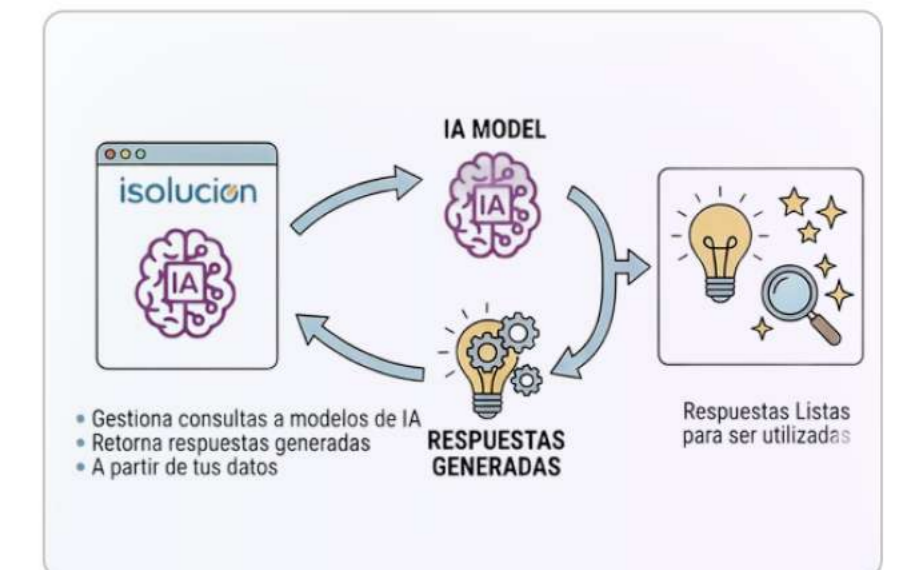 IA MODEL
isolución
IA
IA
• Gestiona consultas a modelos de IA
• Retorna respuestas generadas
• A partir de tus datos
RESPUESTAS
GENERADAS
Respuestas Listas
para ser utilizadas